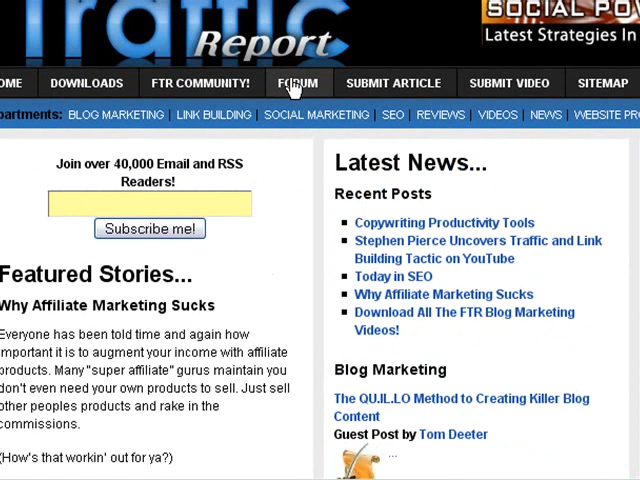 Traffic
Report
SOCIAL POW
Latest Strategies In
OME DOWNLOADS FTR COMMUNITY! FORUM SUBMIT ARTICLE SUBMIT VIDEO SITEMAP
partments: BLOG MARKETING | LINK BUILDING | SOCIAL MARKETING | SEO | REVIEWS | VIDEOS | NEWS | WEBSITE PR
Join over 40,000 Email and RSS
Readers!
Subscribe me!
Featured Stories...
Why Affiliate Marketing Sucks
Everyone has been told time and again how
important it is to augment your income with affiliate
products. Many "super affiliate" gurus maintain you
don't even need your own products to sell. Just sell
other peoples products and rake in the
commissions.
(How's that workin' out for ya?)
Latest News...
Recent Posts
Copywriting Productivity Tools
Stephen Pierce Uncovers Traffic and Link
Building Tactic on YouTube
Today in SEO
Why Affiliate Marketing Sucks
Download All The FTR Blog Marketing
Videos!
Blog Marketing
The QU.IL.LO Method to Creating Killer Blog
Content
Guest Post by Tom Deeter
...